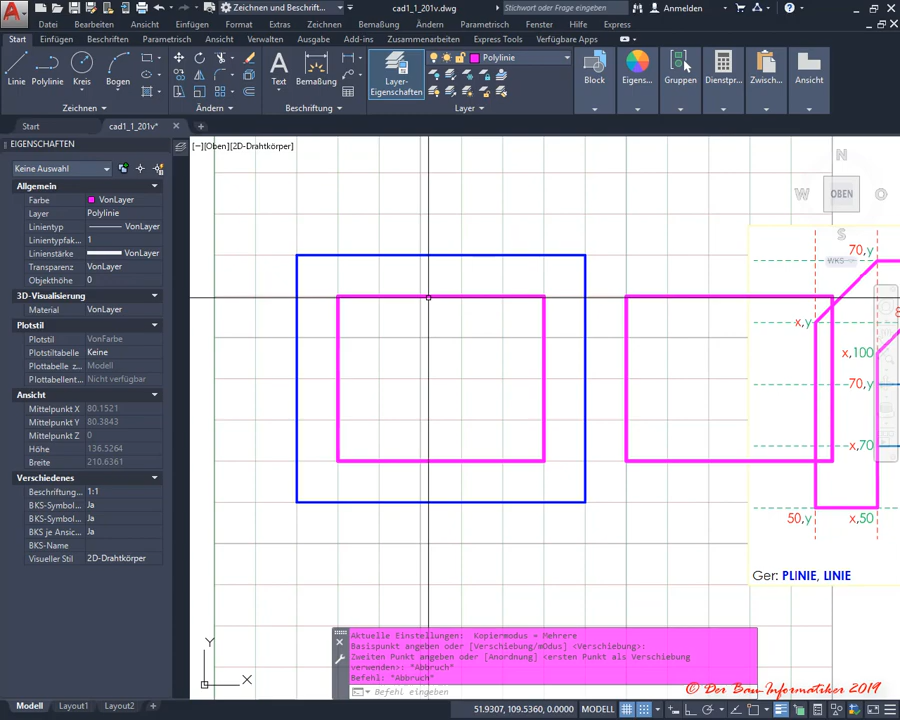 Zeichnen und Beschrift...
cad1_1_201v.dwg
Stichwort oder Frage eingeben
Anmelden
Datei Bearbeiten Ansicht Einfügen Format Extras Zeichnen Bemaßung Ändern Parametrisch Fenster Hilfe Express
Start Einfügen Beschriften Parametrisch Ansicht Verwalten Ausgabe Add-ins Zusammenarbeiten Express Tools Verfügbare Apps
Linie Polylinie Kreis Bogen
Text Bemaßung
Layer-
Eigenschaften
Polylinie
Block Eigens... Gruppen Dienstpr... Zwisch... Ansicht
Zeichnen Ändern Beschriftung Layer
Start cad1_1_201v*
EIGENSCHAFTEN
[−][Oben][2D-Drahtkörper]
Keine Auswahl
Allgemein
Farbe VonLayer
Layer Polylinie
Linientyp VonLayer
Linientypfak... 1
Linienstärke VonLayer
Transparenz VonLayer
Objekthöhe 0
3D-Visualisierung
Material VonLayer
Plotstil
Plotstil VonFarbe
Plotstiltabelle Keine
Plottabelle z... Modell
Plottabellent... Nicht verfügbar
Ansicht
Mittelpunkt X 80.1521
Mittelpunkt Y 80.3843
Mittelpunkt Z 0
Höhe 136.5264
Breite 210.6361
Verschiedenes
Beschriftung... 1:1
BKS-Symbol... Ja
BKS-Symbo... Ja
BKS je Ansic... Ja
BKS-Name
Visueller Stil 2D-Drahtkörper
N
W OBEN O
S
WKS
70,y
x,y
x,100
70,y
x,70
50,y x,50
Ger: PLINIE, LINIE
Y
X
Aktuelle Einstellungen: Kopiermodus = Mehrere
Basispunkt angeben oder [Verschiebung/mOdus] <Verschiebung>:
Zweiten Punkt angeben oder [Anordnung] <ersten Punkt als Verschiebung
verwenden>: *Abbruch*
Befehl: *Abbruch*
Befehl eingeben
© Der Bau Informatiker 2019
Modell Layout1 Layout2
51.9307, 109.5360, 0.0000 MODELL